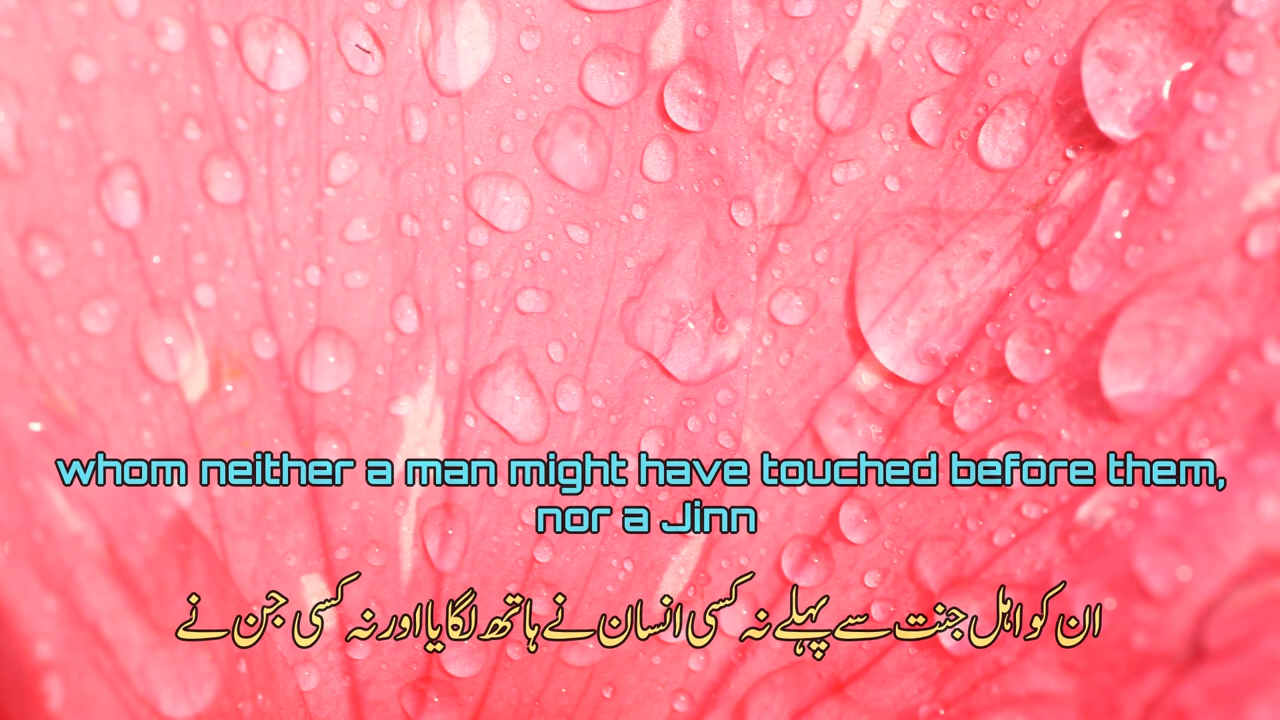 whom neither a man might have touched before them,
nor a Jinn
ان کو اہل جنت سے پہلے نہ کسی انسان نے ہاتھ لگایا اور نہ کسی جن نے